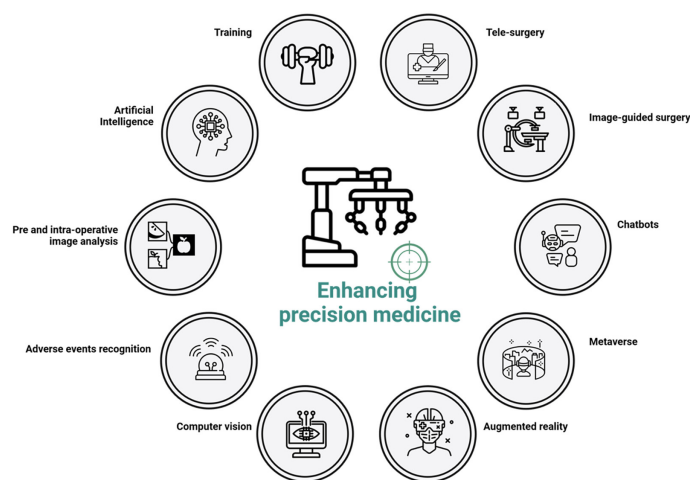 Training
Tele-surgery
Artificial
Intelligence
Image-guided surgery
Pre and intra-operative
image analysis
Chatbots
Enhancing
precision medicine
Adverse events recognition
Metaverse
Computer vision
Augmented reality